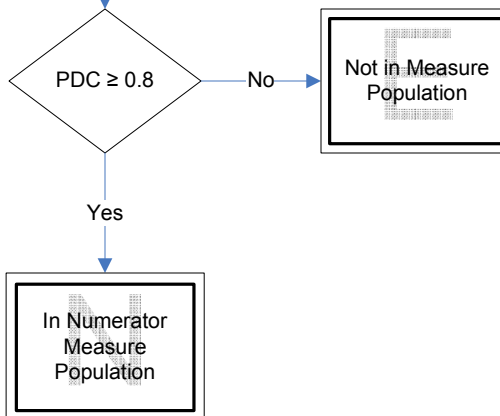 PDC ≥ 0.8
No
E
Not in Measure
Population
Yes
N
In Numerator
Measure
Population